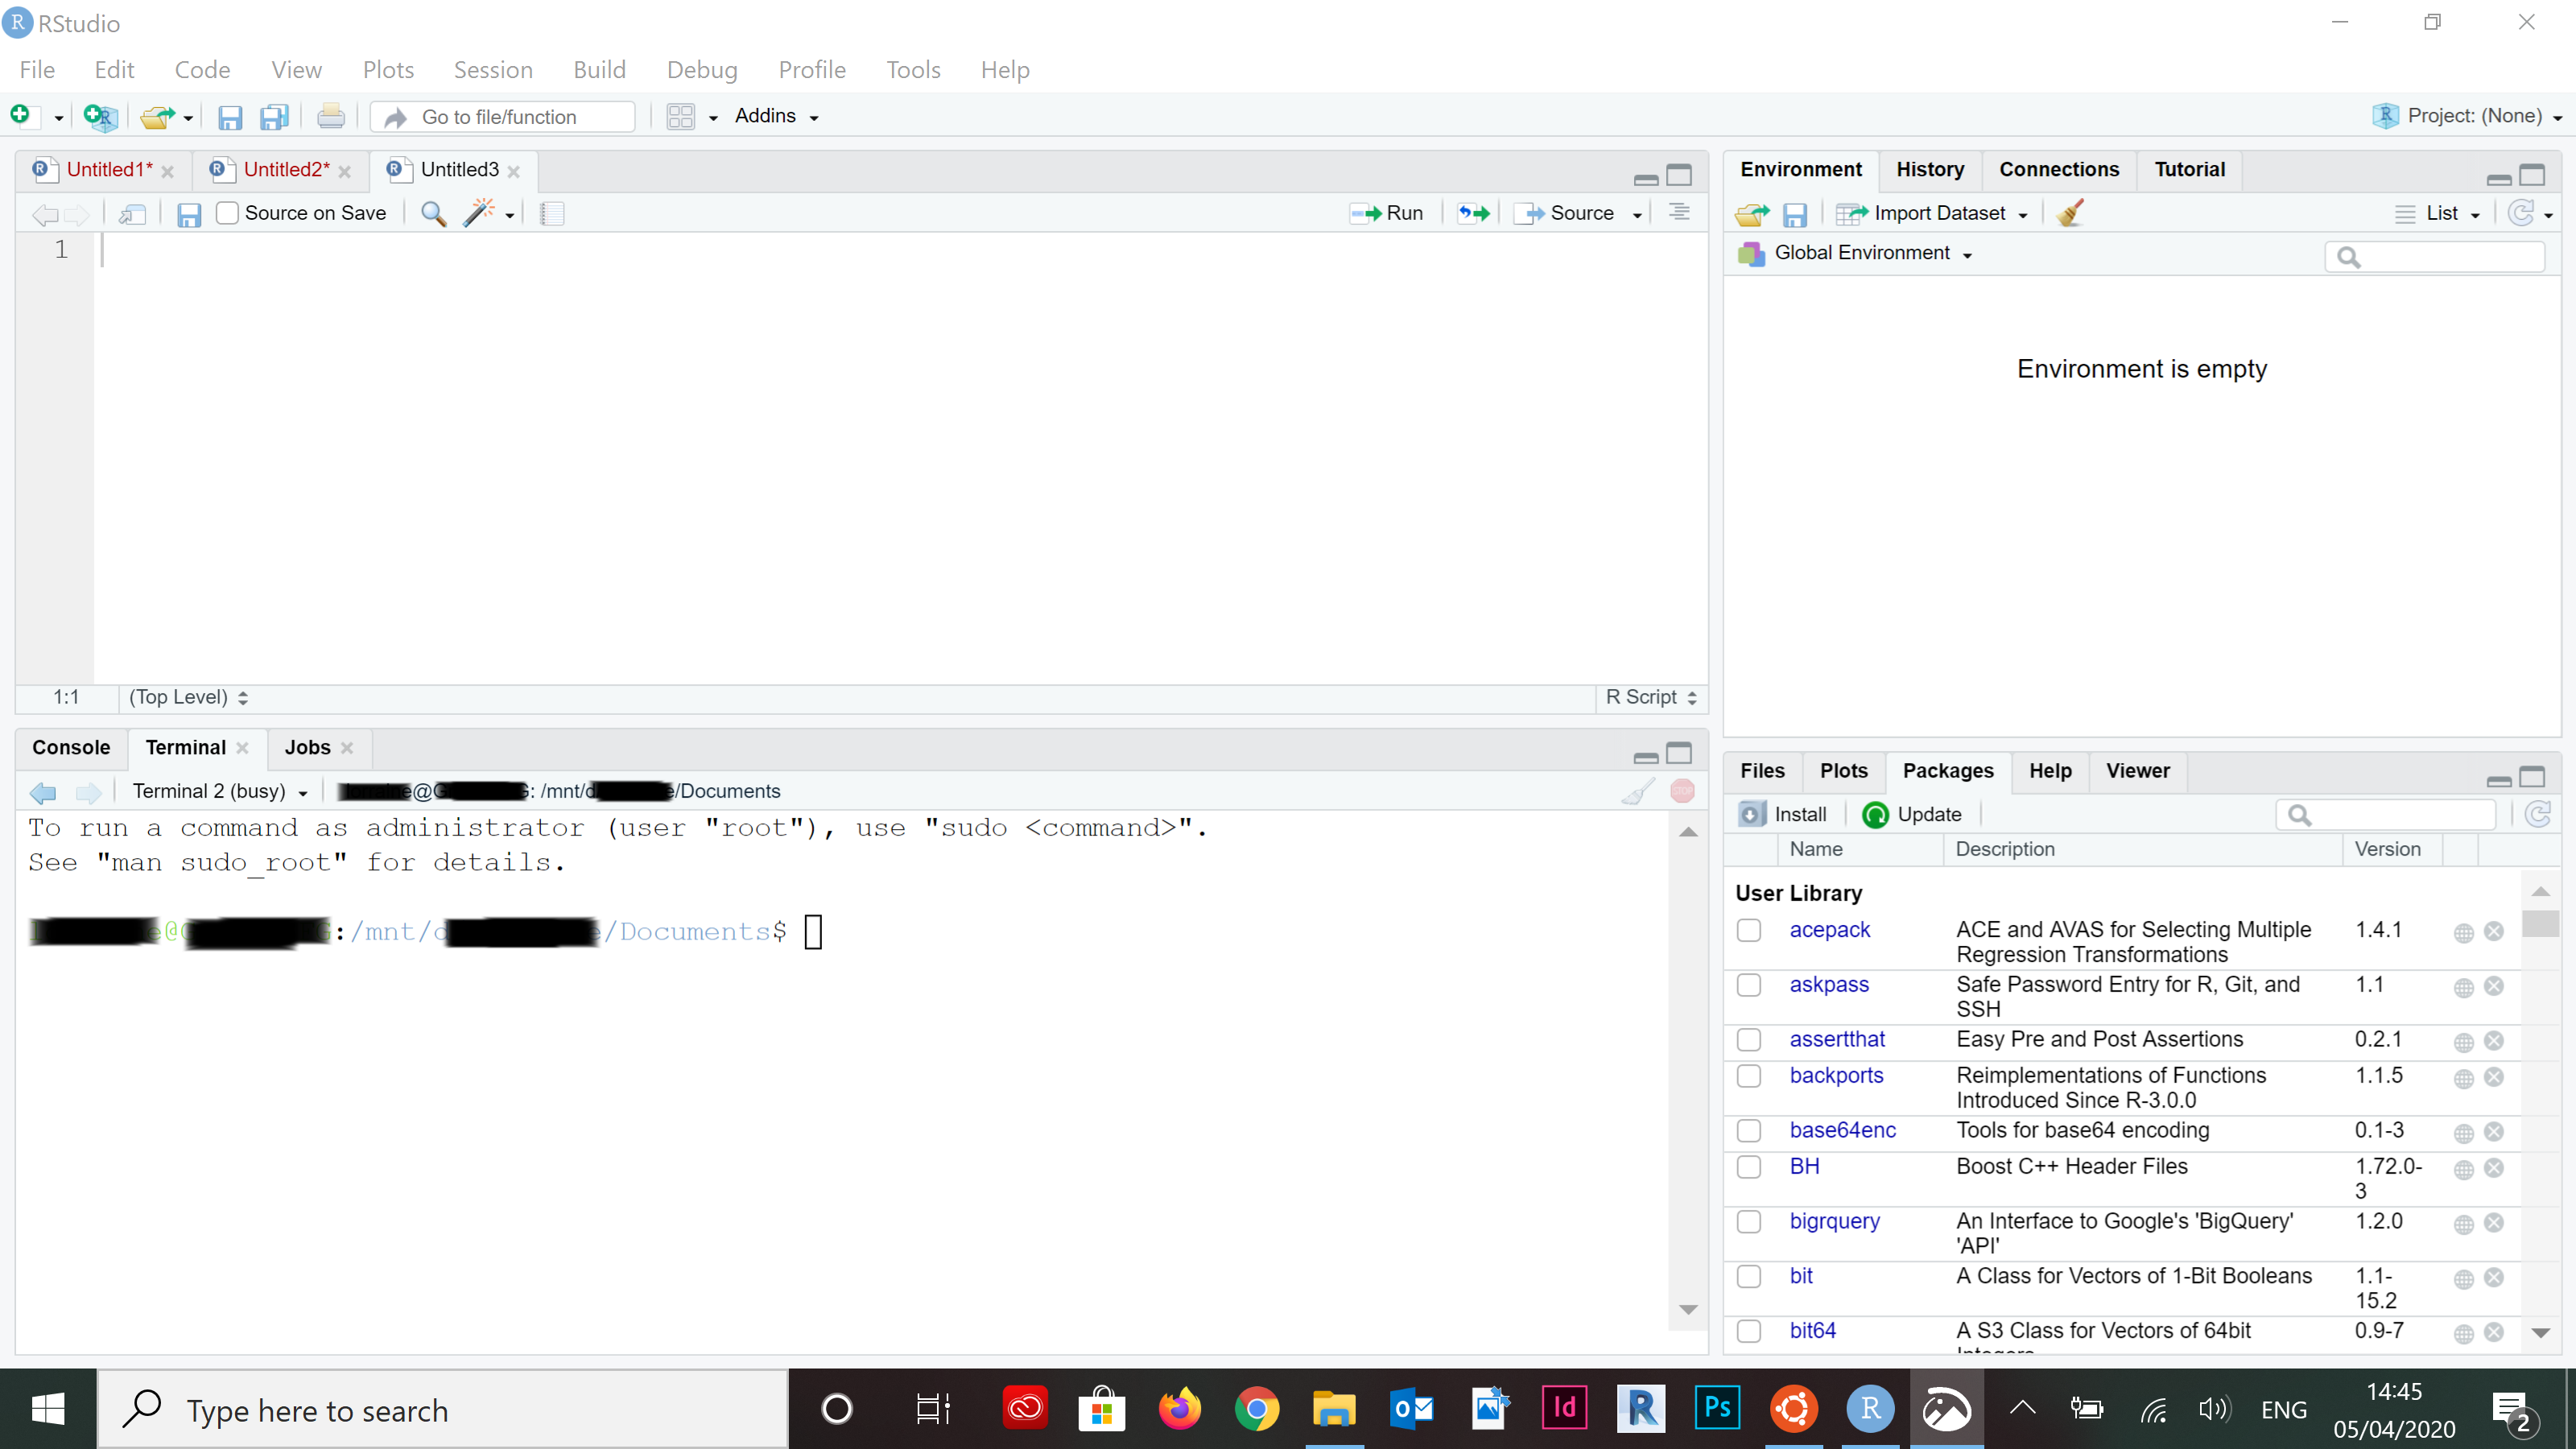 RStudio
File Edit Code View Plots Session Build Debug Profile Tools Help
Go to file/function Addins Project: (None)
Untitled1* Untitled2* Untitled3
Source on Save Run Source
1
1:1 (Top Level) R Script
Console Terminal Jobs
Terminal 2 (busy) /mnt/ /Documents
To run a command as administrator (user "root"), use "sudo <command>".
See "man sudo_root" for details.
:/mnt/ /Documents$
Environment History Connections Tutorial
Import Dataset List
Global Environment
Environment is empty
Files Plots Packages Help Viewer
Install Update
Name Description Version
User Library
acepack ACE and AVAS for Selecting Multiple 1.4.1
Regression Transformations
askpass Safe Password Entry for R, Git, and 1.1
SSH
assertthat Easy Pre and Post Assertions 0.2.1
backports Reimplementations of Functions 1.1.5
Introduced Since R-3.0.0
base64enc Tools for base64 encoding 0.1-3
BH Boost C++ Header Files 1.72.0-
3
bigrquery An Interface to Google's 'BigQuery' 1.2.0
'API'
bit A Class for Vectors of 1-Bit Booleans 1.1-
15.2
bit64 A S3 Class for Vectors of 64bit 0.9-7
Type here to search
Id
R
Ps
R
ENG
14:45
05/04/2020
2